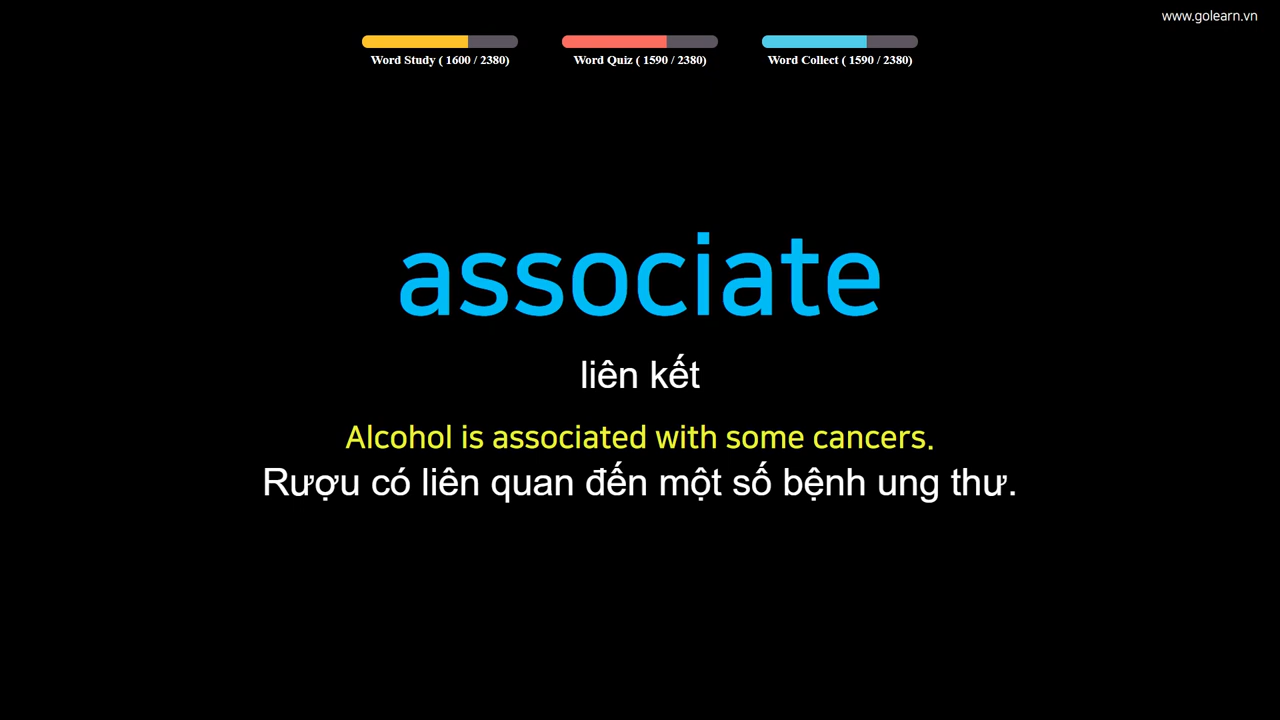 www.golearn.vn
Word Study ( 1600 / 2380) Word Quiz ( 1590 / 2380) Word Collect ( 1590 / 2380)
associate
liên kết
Alcohol is associated with some cancers.
Rượu có liên quan đến một số bệnh ung thư.